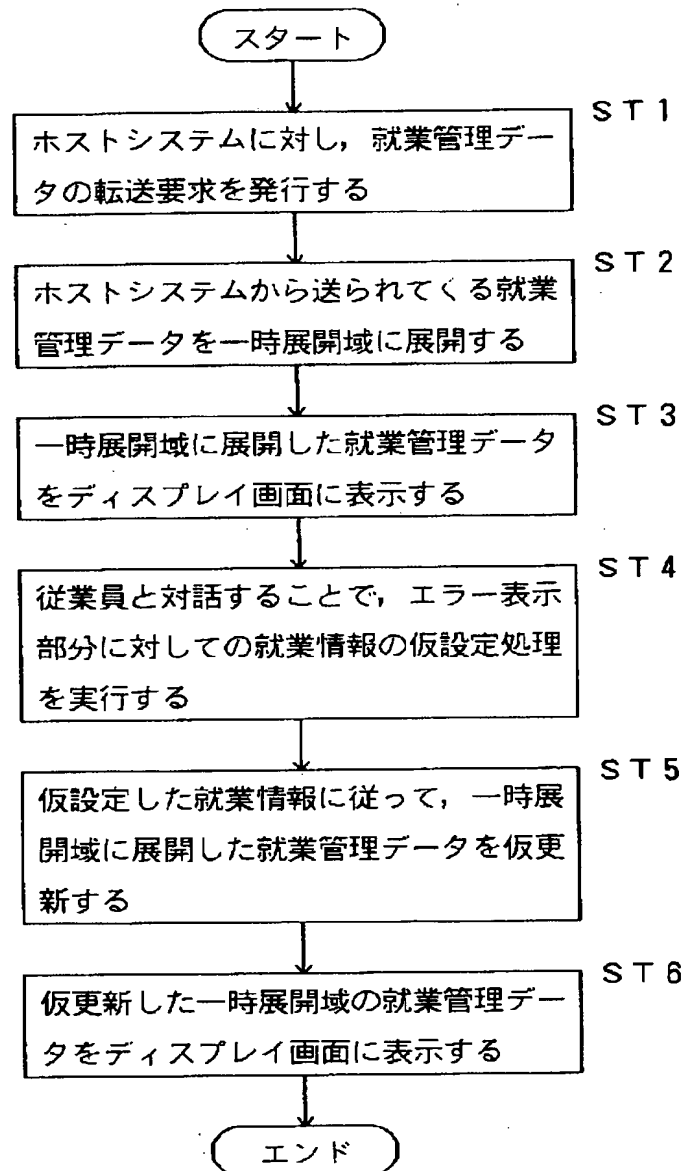 スタート
ST1
ホストシステムに対し，就業管理デー
タの転送要求を発行する
ST2
ホストシステムから送られてくる就業
管理データを一時展開域に展開する
ST3
一時展開域に展開した就業管理データ
をディスプレイ画面に表示する
ST4
従業員と対話することで，エラー表示
部分に対しての就業情報の仮設定処理
を実行する
ST5
仮設定した就業情報に従って，一時展
開域に展開した就業管理データを仮更
新する
ST6
仮更新した一時展開域の就業管理デー
タをディスプレイ画面に表示する
エンド